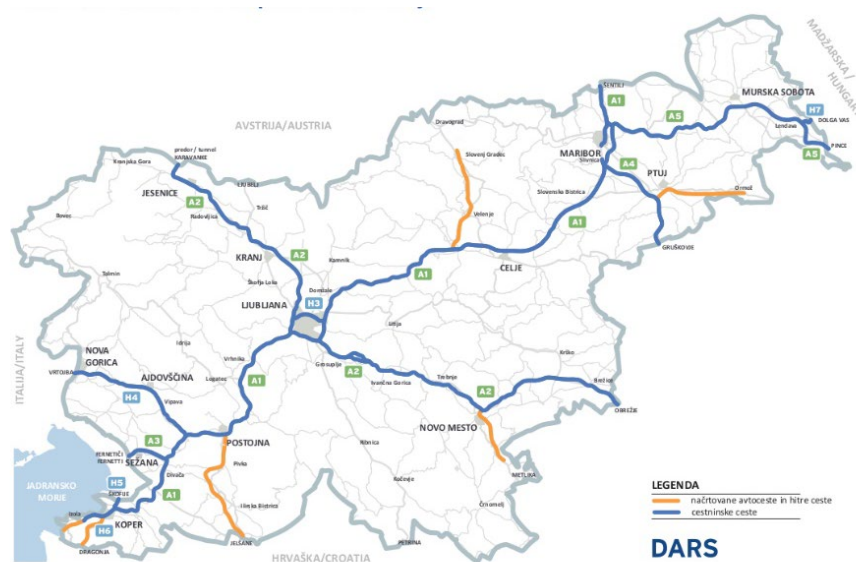 AVSTRIJA/AUSTRIA
MADŽARSKA /
HUNGARY
ITALIJA/ITALY
HRVAŠKA/CROATIA
JADRANSKO
MORJE
ŠENTILJ
A1
A5
MURSKA SOBOTA
H7
DOLGA VAS
Lendava
PINCE
A5
Dravograd
Slovenj Gradec
MARIBOR
Slivnica
A4
PTUJ
Ormož
Slovenska Bistrica
A1
GRUŠKOVJE
Velenje
CELJE
predor / tunnel
KARAVANKE
Kranjska Gora
JESENICE
LJUBELJ
A2
Tržič
Radovljica
Bovec
A2
KRANJ
Kamnik
A1
Škofja Loka
Domžale
Tolmin
LJUBLJANA
H3
Litija
Idrija
Vrhnika
Grosuplje
A2
Ivančna Gorica
Trebnje
Krško
Brežice
A2
OBREŽJE
NOVA
GORICA
VRTOJBA
AJDOVŠČINA
Logatec
A1
H4
Vipava
NOVO MESTO
A3
POSTOJNA
Ribnica
FERNETIČI
FERNETTI
SEŽANA
Pivka
Kočevje
METLIKA
H5
ŠKOFIJE
Divača
A1
Ilirska Bistrica
Črnomelj
Izola
KOPER
H6
DRAGONJA
JELŠANE
PETRINA
LEGENDA
načrtovane avtoceste in hitre ceste
cestninske ceste
DARS